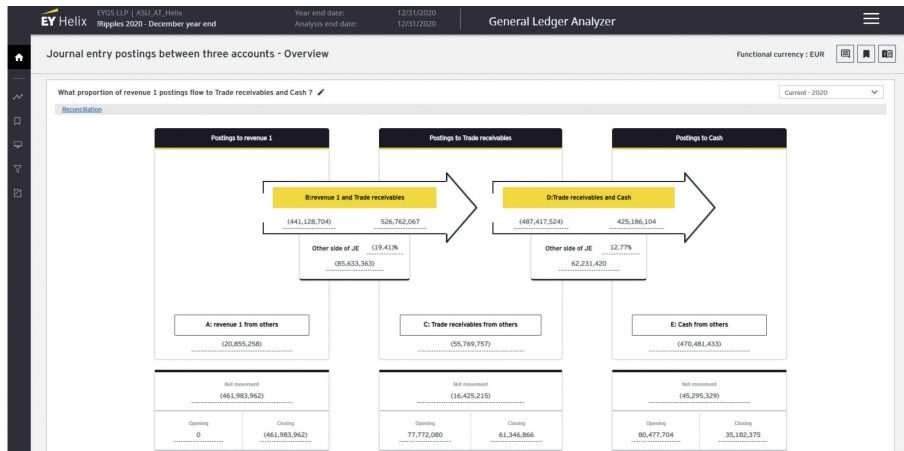 EY Helix
EYGS LLP | ASU_AT_Helix
!Ripples 2020 - December year end
Year end date: 12/31/2020
Analysis end date: 12/31/2020
General Ledger Analyzer
Journal entry postings between three accounts - Overview
Functional currency : EUR
What proportion of revenue 1 postings flow to Trade receivables and Cash ?
Current - 2020
Reconciliation
Postings to revenue 1
Postings to Trade receivables
Postings to Cash
B:revenue 1 and Trade receivables
D:Trade receivables and Cash
(441,128,704) 526,762,067
(487,417,524) 425,186,104
Other side of JE (19.41)%
(85,633,363)
Other side of JE 12.77%
62,231,420
A: revenue 1 from others
C: Trade receivables from others
E: Cash from others
(20,855,258)
(55,769,757)
(470,481,433)
Net movement
(461,983,962)
Net movement
(16,425,215)
Net movement
(45,295,329)
Opening Closing
0 (461,983,962)
Opening Closing
77,772,080 61,346,866
Opening Closing
80,477,704 35,182,375